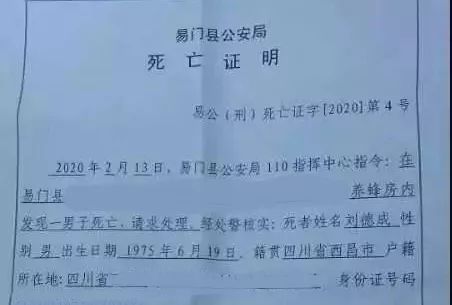 易门县公安局
死亡证明
易公(刑)死亡证字[2020]第4号
2020年2月13日，易门县公安局110指挥中心指令：在
易门县 养蜂房内
发现一男子死亡，请求处理。经处警核实：死者姓名刘德成性
别男出生日期1975年6月19日，籍贯四川省西昌市户籍
所在地：四川省 身份证号码